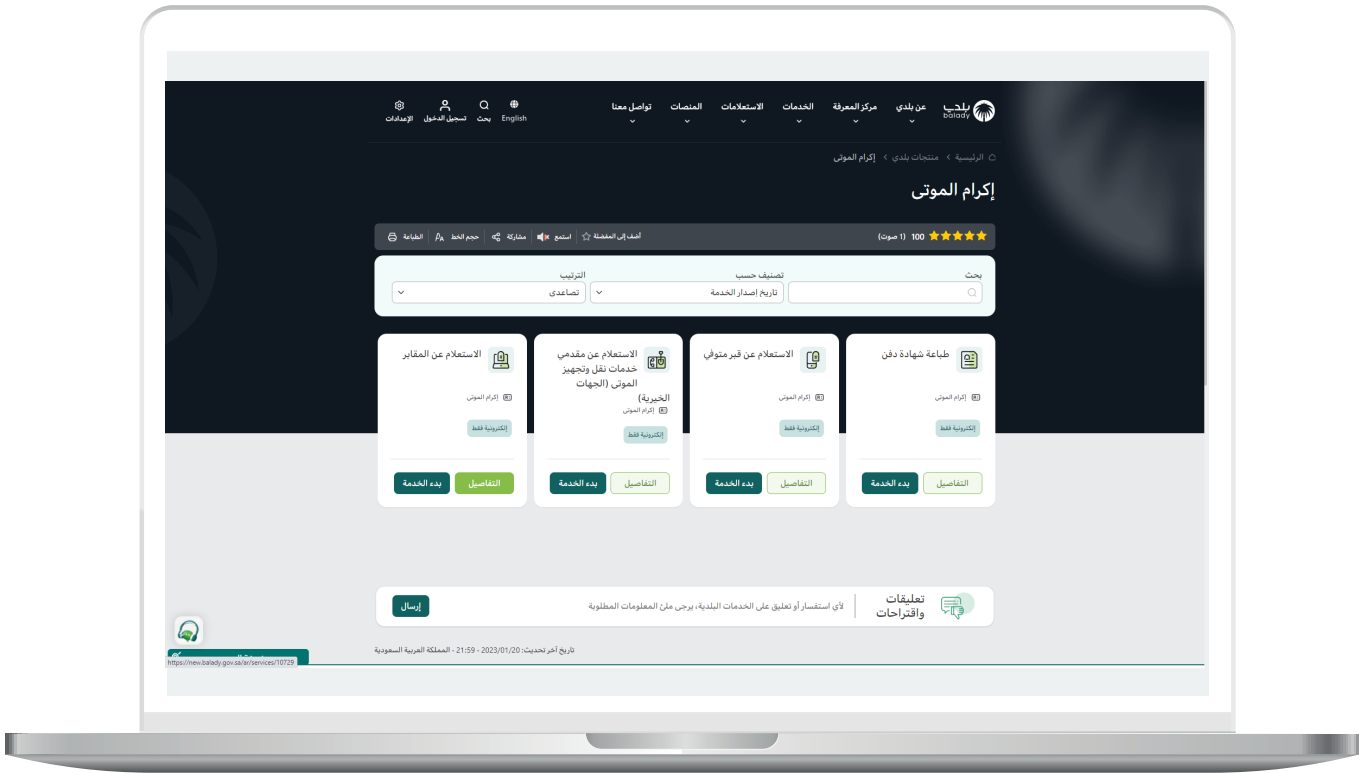 بلدي
balady
عن بلدي
مركز المعرفة
الخدمات
الاستعلامات
المنصات
تواصل معنا
English
بحث
تسجيل الدخول
الإعدادات
الرئيسية
منتجات بلدي
إكرام الموتى
إكرام الموتى
100 (1 صوت)
أضف إلى المفضلة
استمع
مشاركة
حجم الخط
الطباعة
بحث
تصنيف حسب
الترتيب
تاريخ إصدار الخدمة
تصاعدى
طباعة شهادة دفن
إكرام الموتى
إلكترونية فقط
التفاصيل
بدء الخدمة
الاستعلام عن قبر متوفي
إكرام الموتى
إلكترونية فقط
التفاصيل
بدء الخدمة
الاستعلام عن مقدمي
خدمات نقل وتجهيز
الموتى (الجهات
الخيرية)
إكرام الموتى
إلكترونية فقط
التفاصيل
بدء الخدمة
الاستعلام عن المقابر
إكرام الموتى
إلكترونية فقط
التفاصيل
بدء الخدمة
تعليقات
واقتراحات
لأي استفسار أو تعليق على الخدمات البلدية، يرجى ملئ المعلومات المطلوبة
إرسال
تاريخ آخر تحديث: 2023/01/20 - 21:59 - المملكة العربية السعودية
https://new.balady.gov.sa/ar/services/10729